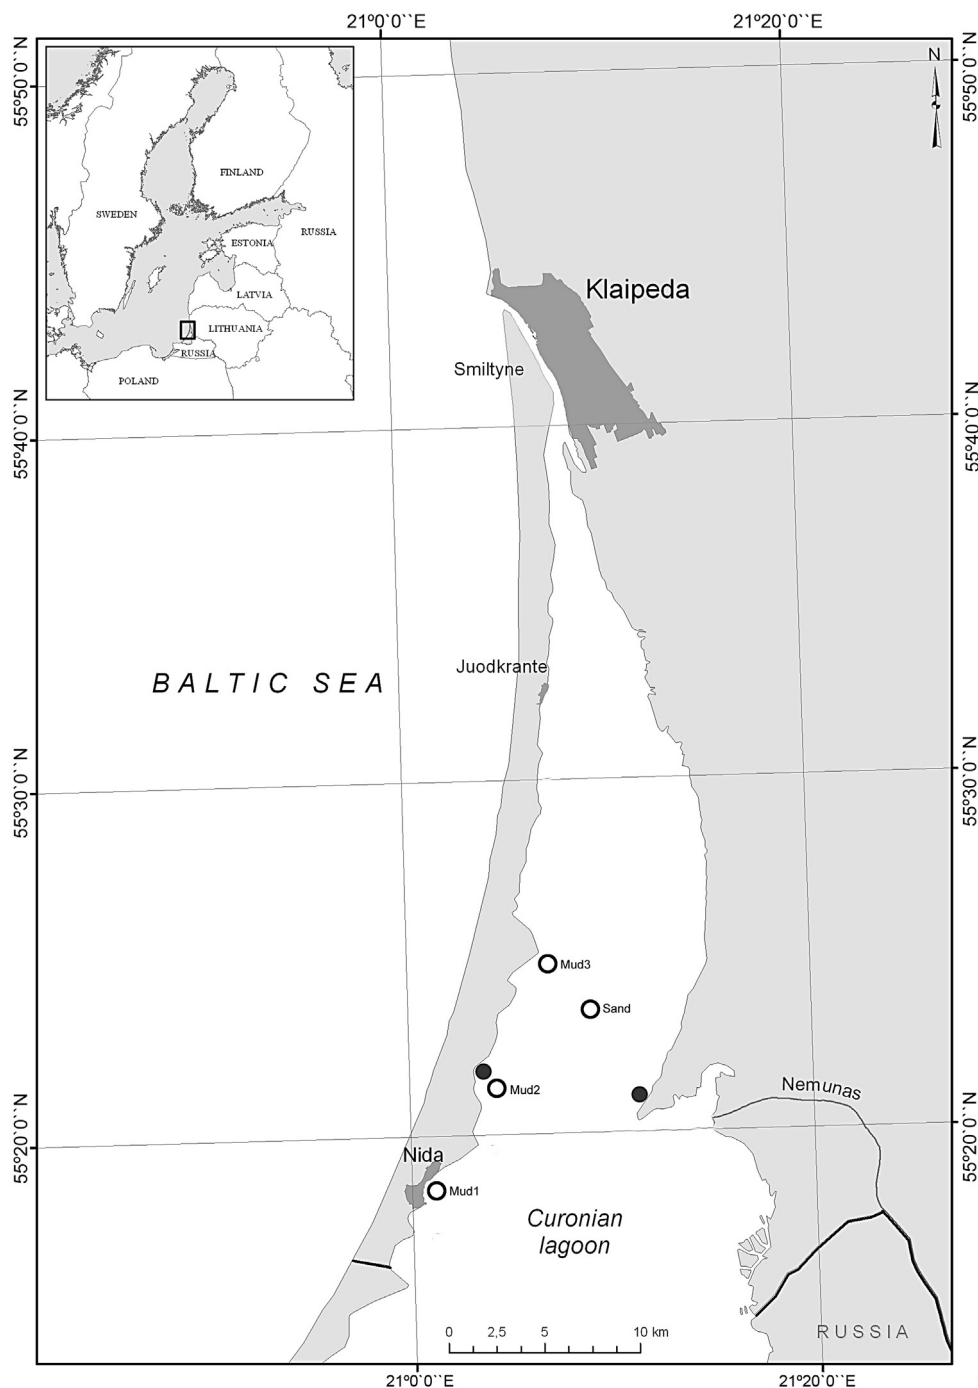 21º0'0``E
21º20'0``E
55º50'0``N
55º50'0``N
N
FINLAND
SWEDEN
RUSSIA
ESTONIA
LATVIA
LITHUANIA
RUSSIA
POLAND
Klaipeda
Smiltyne
55º40'0``N
55º40'0``N
Juodkrante
BALTIC SEA
55º30'0``N
55º30'0``N
Mud3
Sand
Mud2
Nemunas
55º20'0``N
55º20'0``N
Nida
Mud1
Curonian
lagoon
RUSSIA
0 2,5 5 10 km
21º0'0``E
21º20'0``E